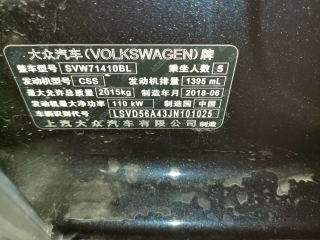 大众汽车(VOLKSWAGEN)牌
整车型号 SVW71410BL 乘坐人数 5
发动机型号 CSS 发动机排量 1395 mL
最大允许总质量 2015kg 制造年月 2018-06
发动机最大净功率 110 kW 制造国 中国
车辆识别代号 LSVD56A43JN101025
上汽大众汽车有限公司 制造